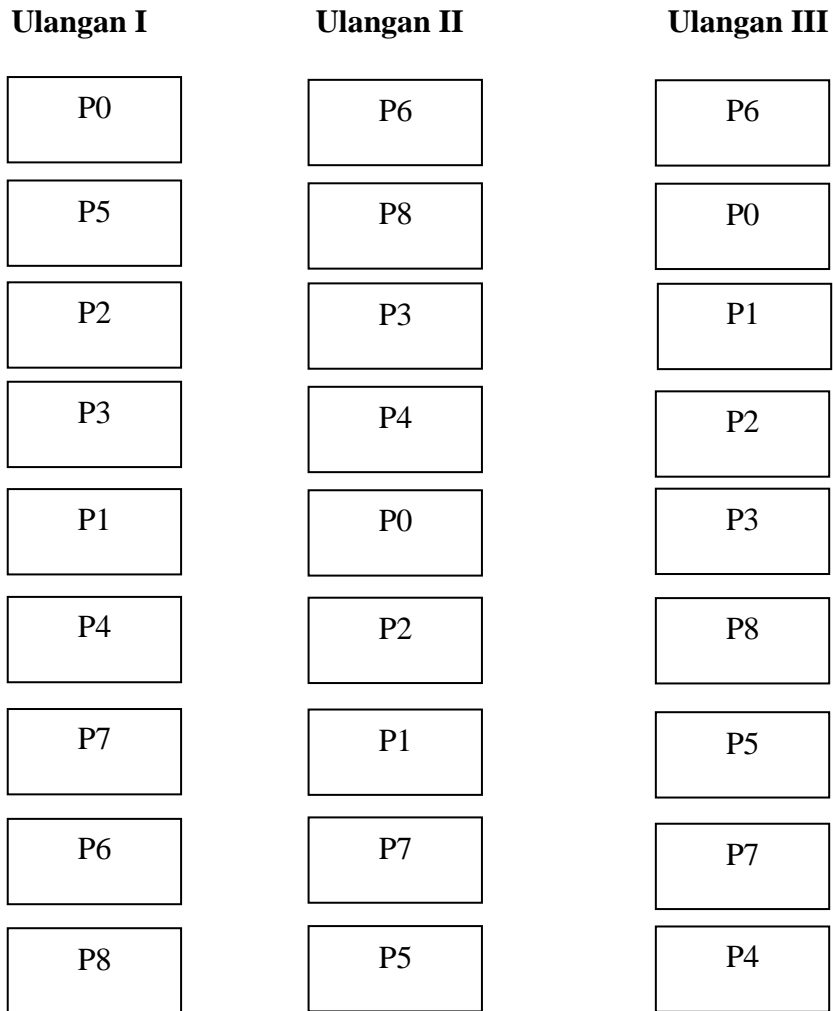 Ulangan I Ulangan II Ulangan III
P0 P6 P6
P5 P8 P0
P2 P3 P1
P3 P4 P2
P1 P0 P3
P4 P2 P8
P7 P1 P5
P6 P7 P7
P8 P5 P4